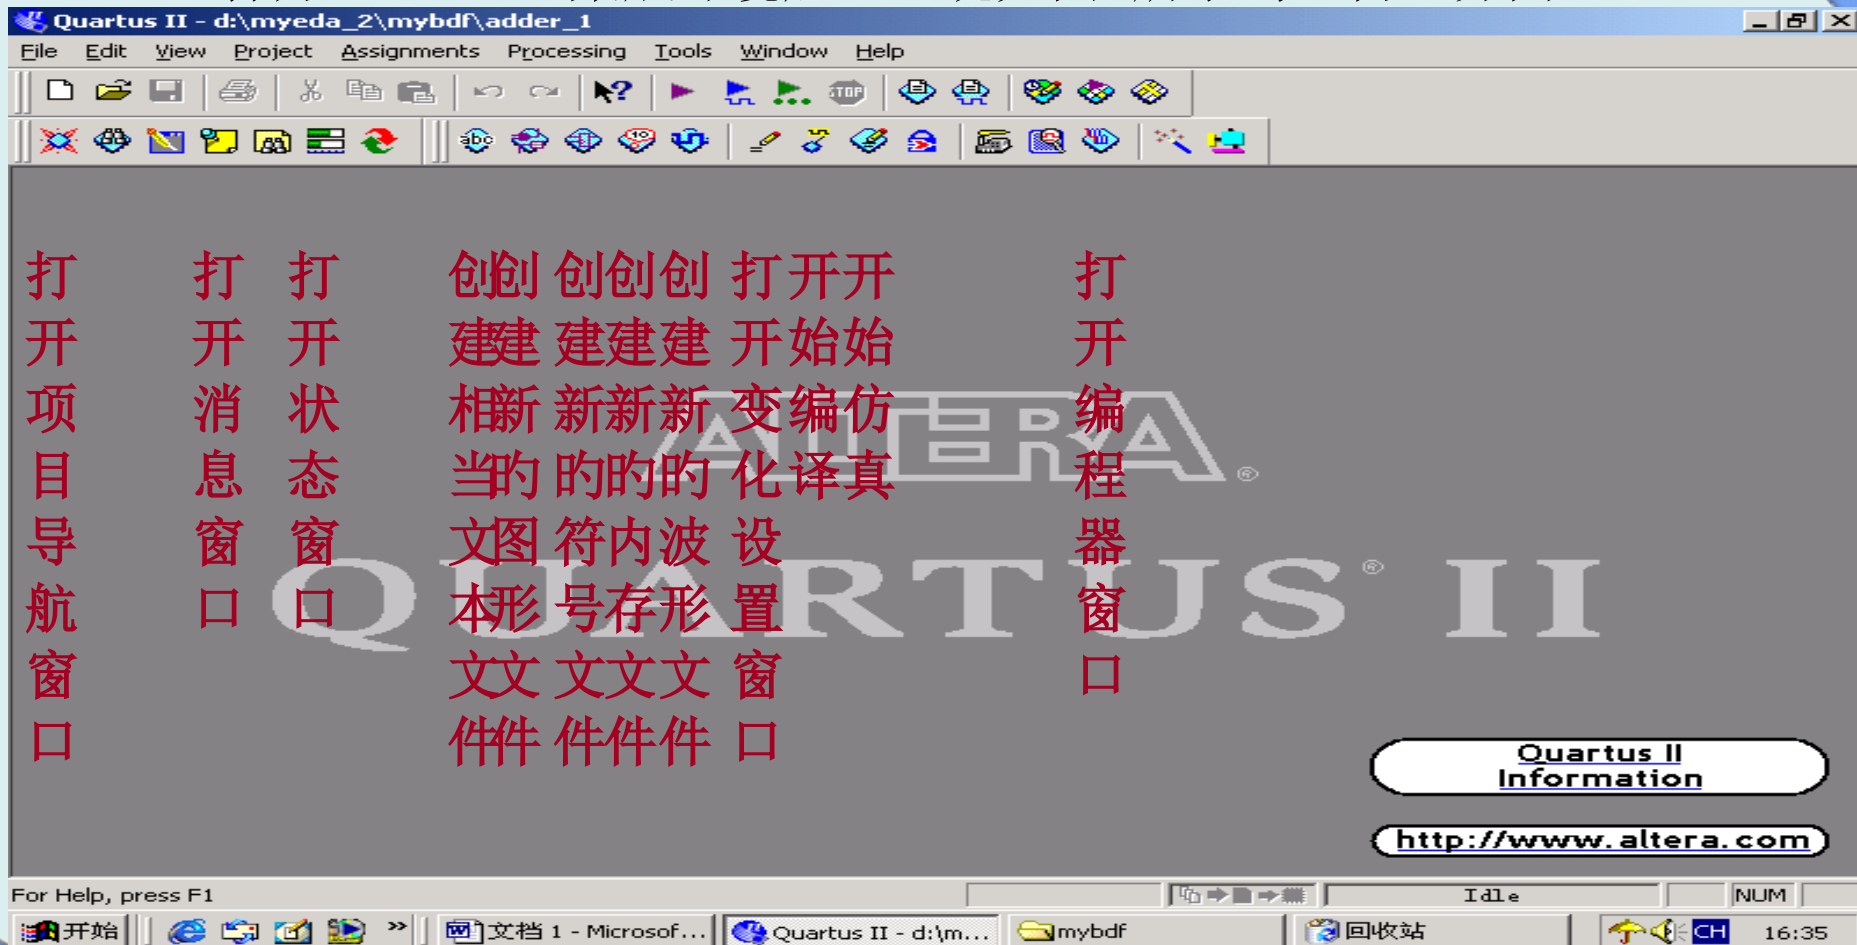 Quartus II - d:\myeda_2\mybdf\adder_1
File Edit View Project Assignments Processing Tools Window Help
打开项目导航窗口
打开消息窗口
打开状态窗口
创建相当文本文件
创建新的图形文件
创建新的符号文件
创建新的内存文件
创建新的波形文件
打开变化设置窗口
开始编译
开始仿真
打开编程器窗口
ALTERA®
QUARTUS® II
Quartus II
Information
http://www.altera.com
For Help, press F1
Idle
NUM
开始
文档 1 - Microsof...
Quartus II - d:\m...
mybdf
回收站
CH
16:35